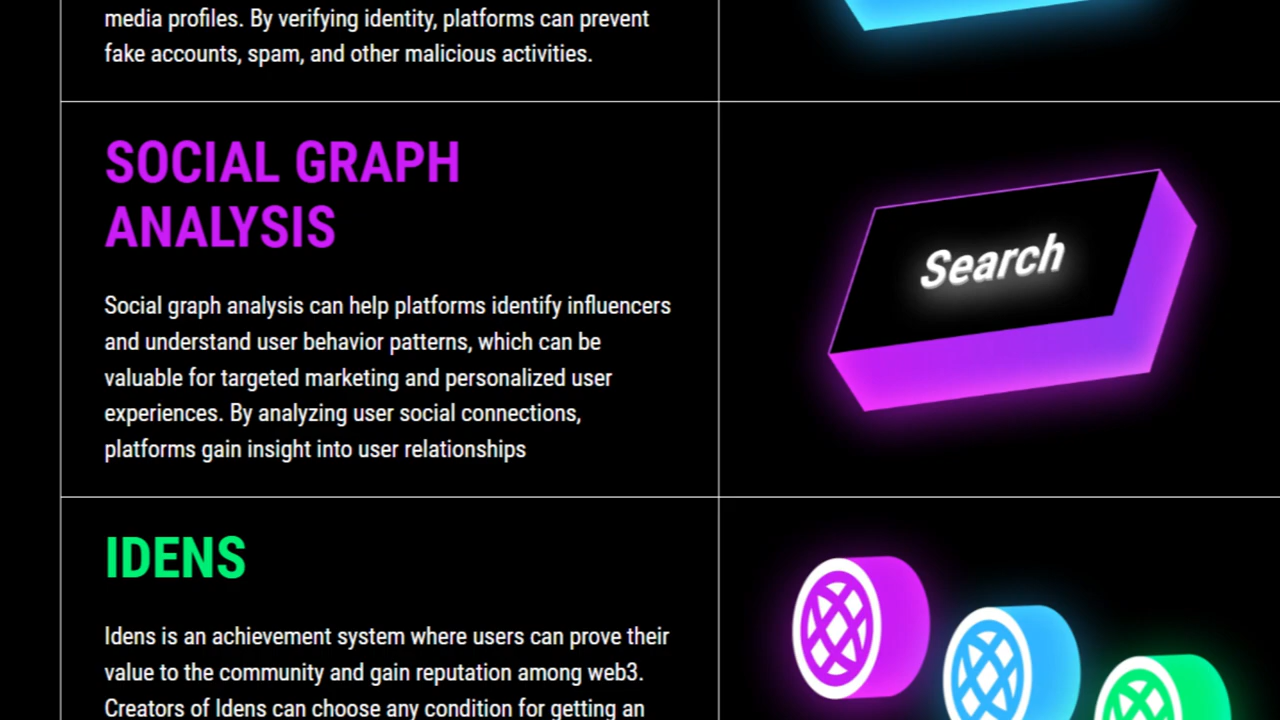 media profiles. By verifying identity, platforms can prevent
fake accounts, spam, and other malicious activities.
SOCIAL GRAPH
ANALYSIS
Social graph analysis can help platforms identify influencers
and understand user behavior patterns, which can be
valuable for targeted marketing and personalized user
experiences. By analyzing user social connections,
platforms gain insight into user relationships
Search
IDENS
Idens is an achievement system where users can prove their
value to the community and gain reputation among web3.
Creators of Idens can choose any condition for getting an